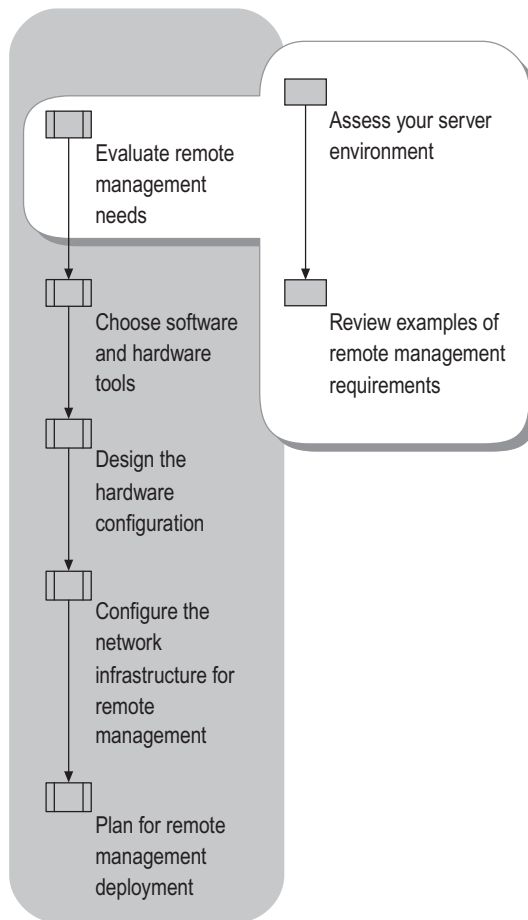 Evaluate remote
management
needs
Assess your server
environment
Review examples of
remote management
requirements
Choose software
and hardware
tools
Design the
hardware
configuration
Configure the
network
infrastructure for
remote
management
Plan for remote
management
deployment